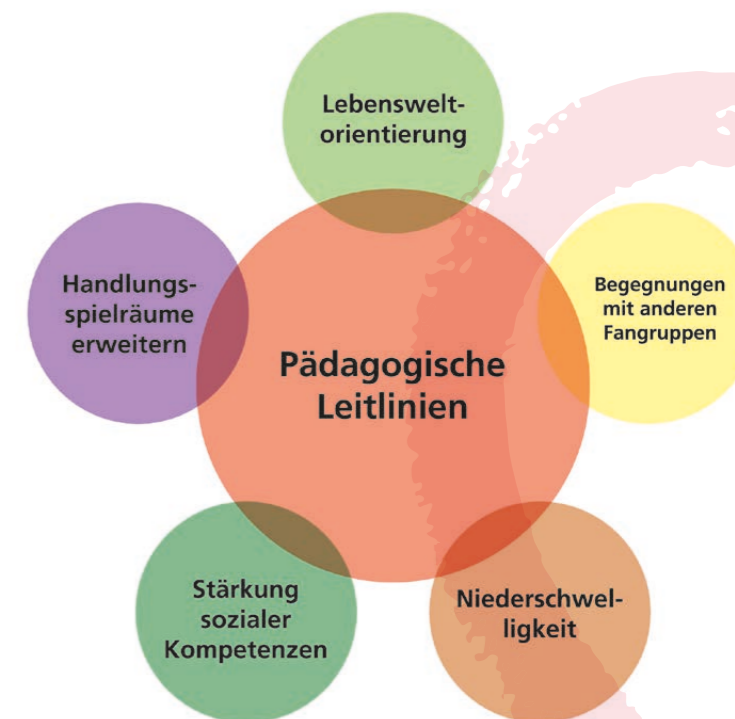 Lebenswelt-
orientierung
Handlungs-
spielräume
erweitern
Begegnungen
mit anderen
Fangruppen
Pädagogische
Leitlinien
Stärkung
sozialer
Kompetenzen
Niederschwel-
ligkeit